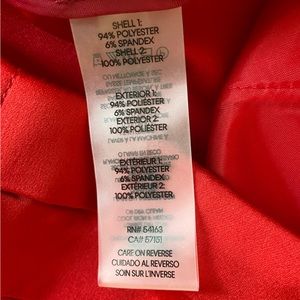 SHELL 1:
94% POLYESTER
6% SPANDEX
SHELL 2:
100% POLYESTER
EXTERIOR 1:
94% POLIÉSTER
6% SPANDEX
EXTERIOR 2:
100% POLIÉSTER
EXTÉRIEUR 1:
94% POLYESTER
6% SPANDEX
EXTÉRIEUR 2:
100% POLYESTER
RN# 54163
CA# 57151
CARE ON REVERSE
CUIDADO AL REVERSO
SOIN SUR L'INVERSE